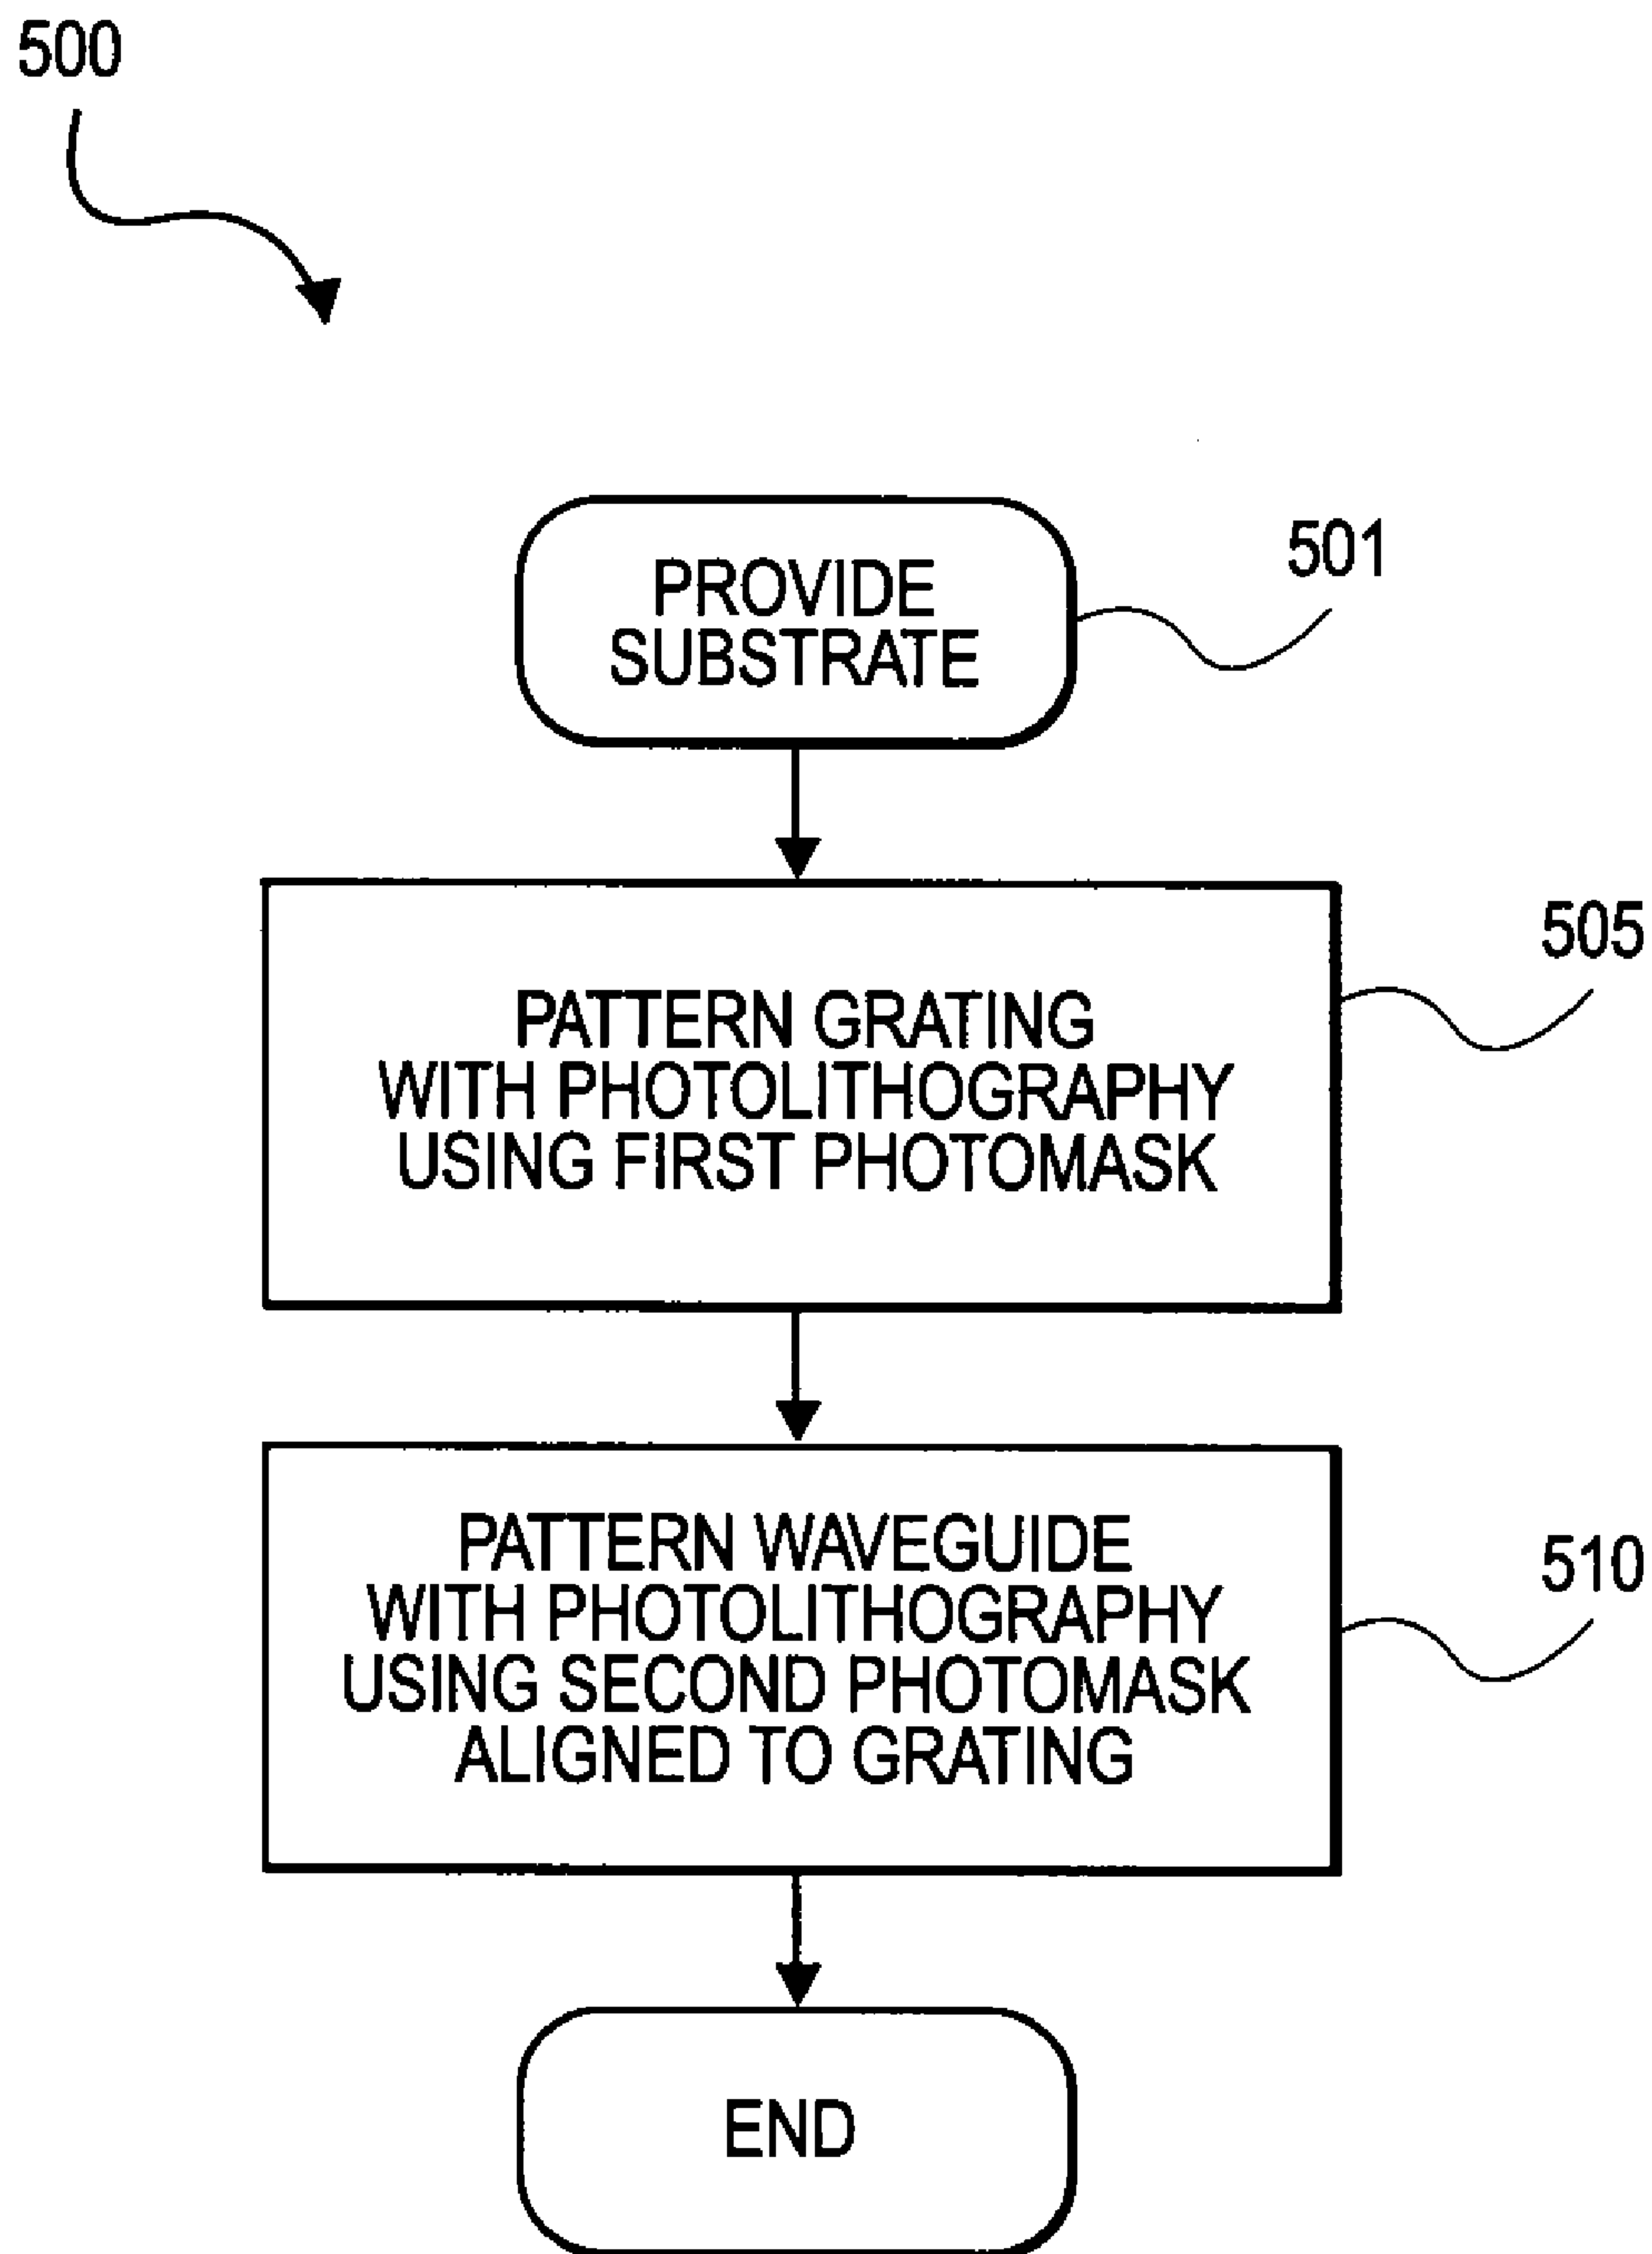 500
PROVIDE
SUBSTRATE
501
PATTERN GRATING
WITH PHOTOLITHOGRAPHY
USING FIRST PHOTOMASK
505
PATTERN WAVEGUIDE
WITH PHOTOLITHOGRAPHY
USING SECOND PHOTOMASK
ALIGNED TO GRATING
510
END